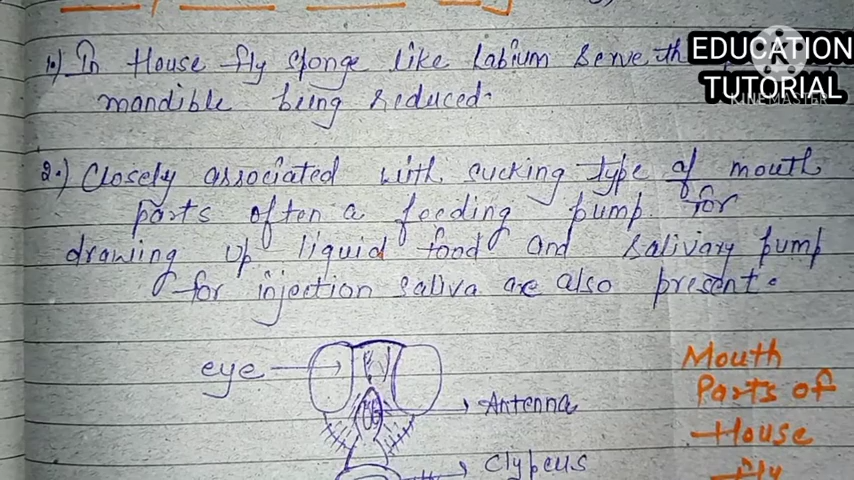 1.) In House fly sponge like Labium serve th
mandible being reduced.
2.) Closely associated with sucking type of mouth
parts often a feeding pump for
drawing up liquid food and salivary pump
for injection saliva are also present.
eye
Antenna
Clypeus
Mouth
Parts of
House
fly
EDUCATION
TUTORIAL
KINEMASTER